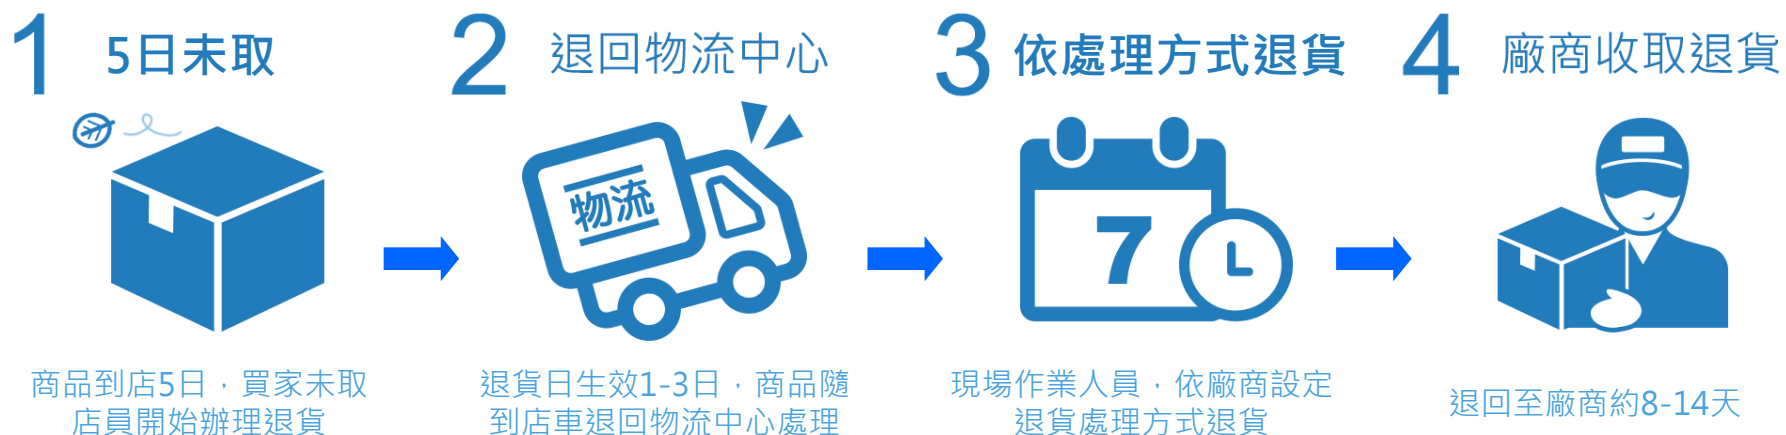 1 5日未取
物流
商品到店5日,買家未取
店員開始辦理退貨
2 退回物流中心
退貨日生效1-3日,商品隨
到店車退回物流中心處理
3 依處理方式退貨
7
現場作業人員,依廠商設定
退貨處理方式退貨
4 廠商收取退貨
退回至廠商約8-14天